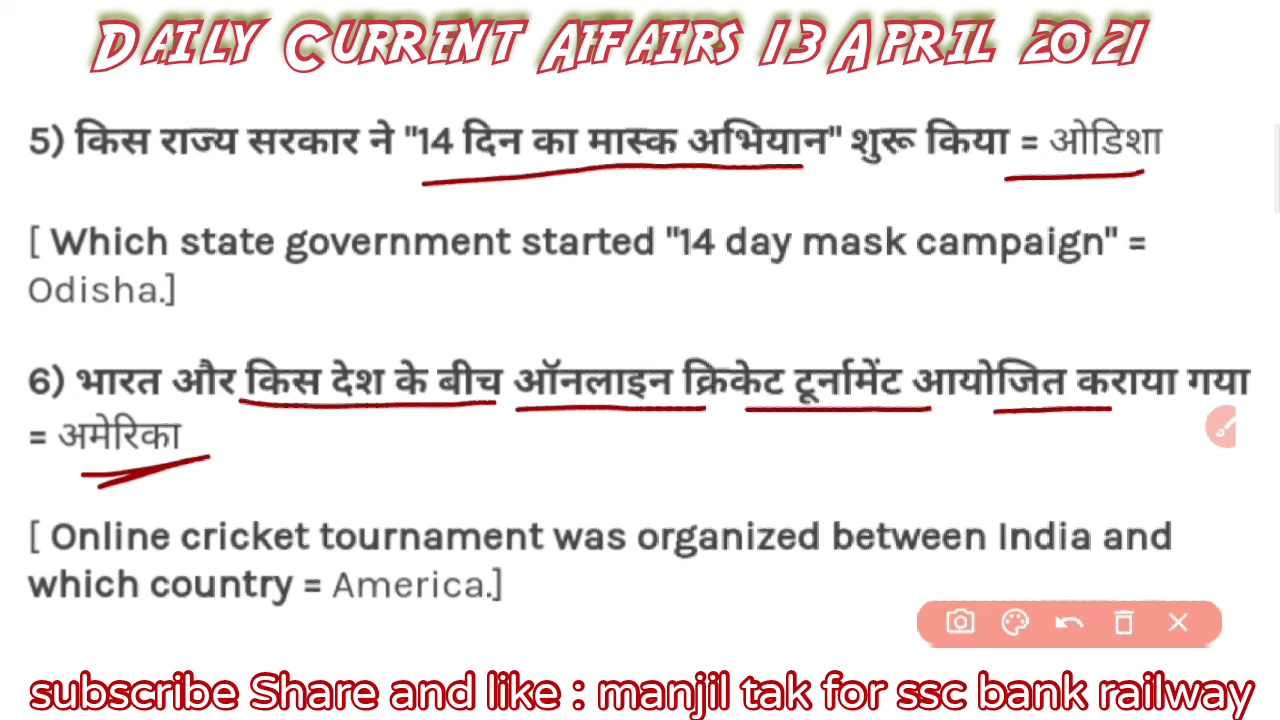 DAILY CURRENT AFFAIRS 13 APRIL 2021
5) किस राज्य सरकार ने "14 दिन का मास्क अभियान" शुरू किया = ओडिशा
[ Which state government started "14 day mask campaign" =
Odisha.]
6) भारत और किस देश के बीच ऑनलाइन क्रिकेट टूर्नामेंट आयोजित कराया गया
= अमेरिका
[ Online cricket tournament was organized between India and
which country = America.]
subscribe Share and like : manjil tak for ssc bank railway